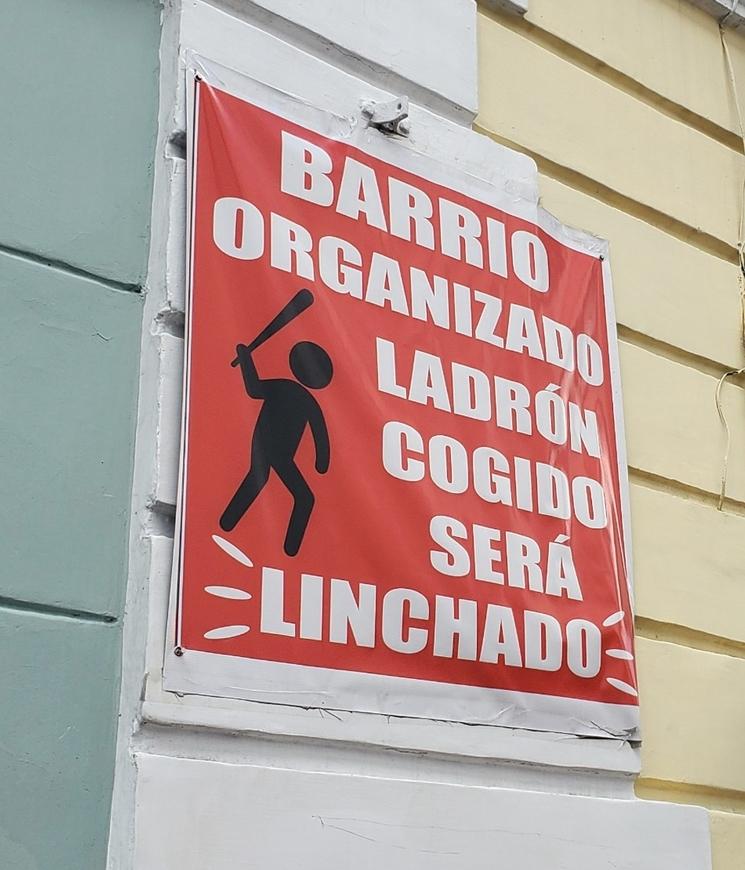 BARRIO
ORGANIZADO
LADRÓN
COGIDO
SERÁ
LINCHADO